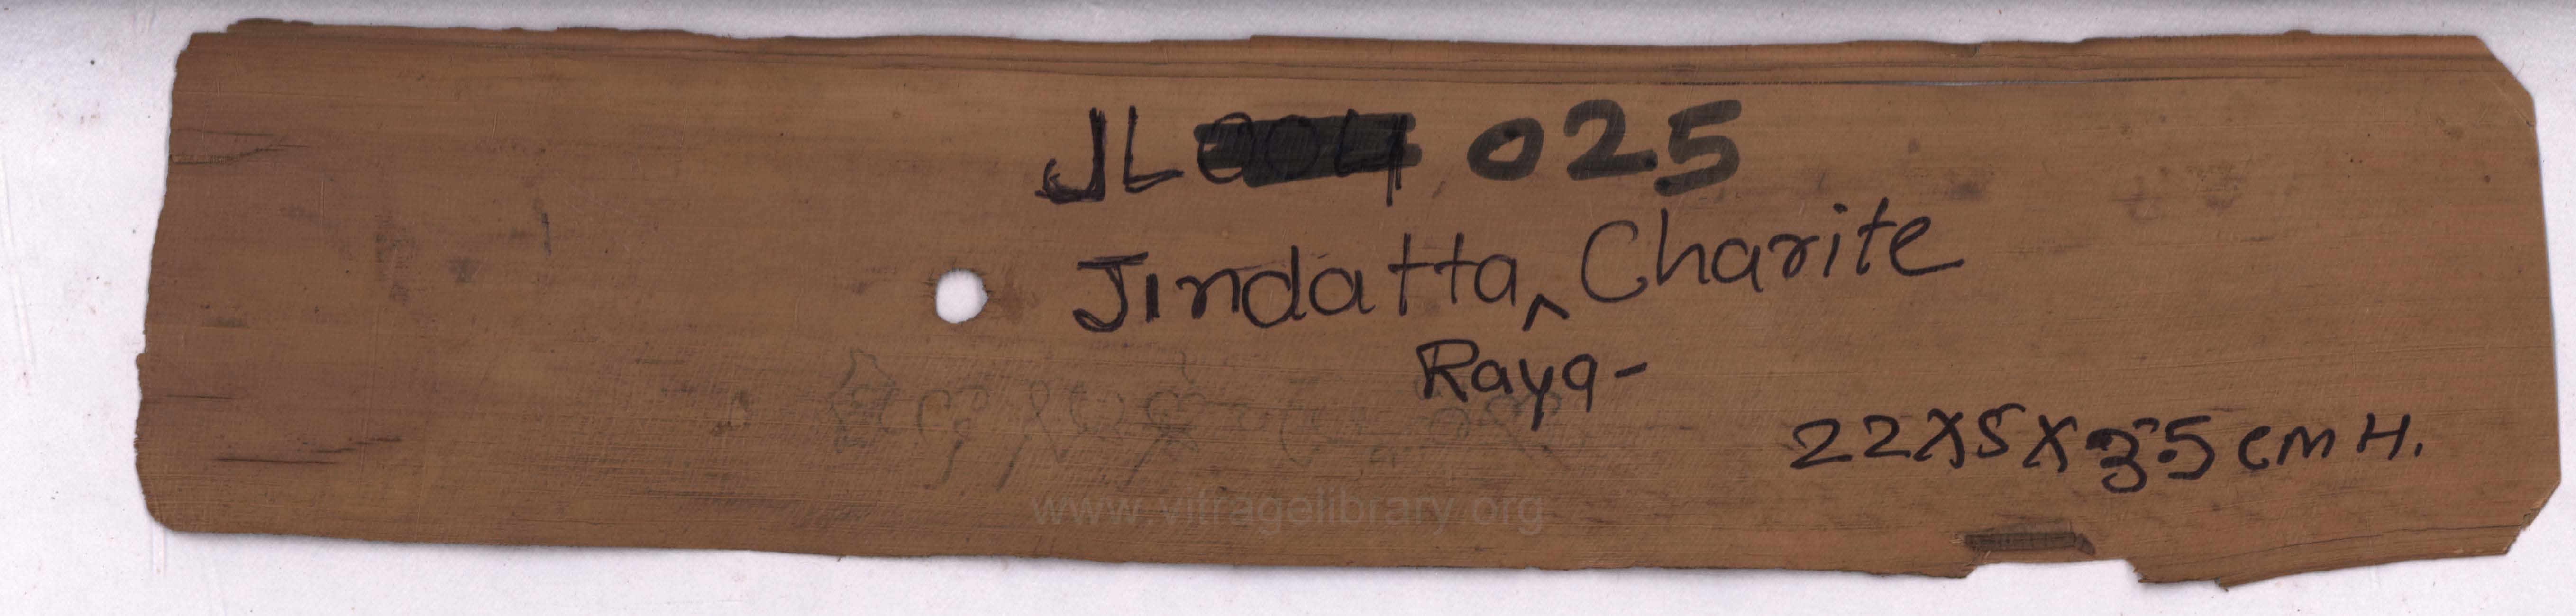 JL 025
Jindatta ^ Charite
Raya-
22X5X3.5 cm H.
www.vitragelibrary.org